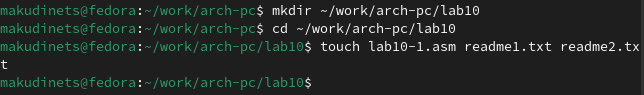 makudinets@fedora:~/work/arch-pc$ mkdir ~/work/arch-pc/lab10
makudinets@fedora:~/work/arch-pc$ cd ~/work/arch-pc/lab10
makudinets@fedora:~/work/arch-pc/lab10$ touch lab10-1.asm readme1.txt readme2.tx
t
makudinets@fedora:~/work/arch-pc/lab10$